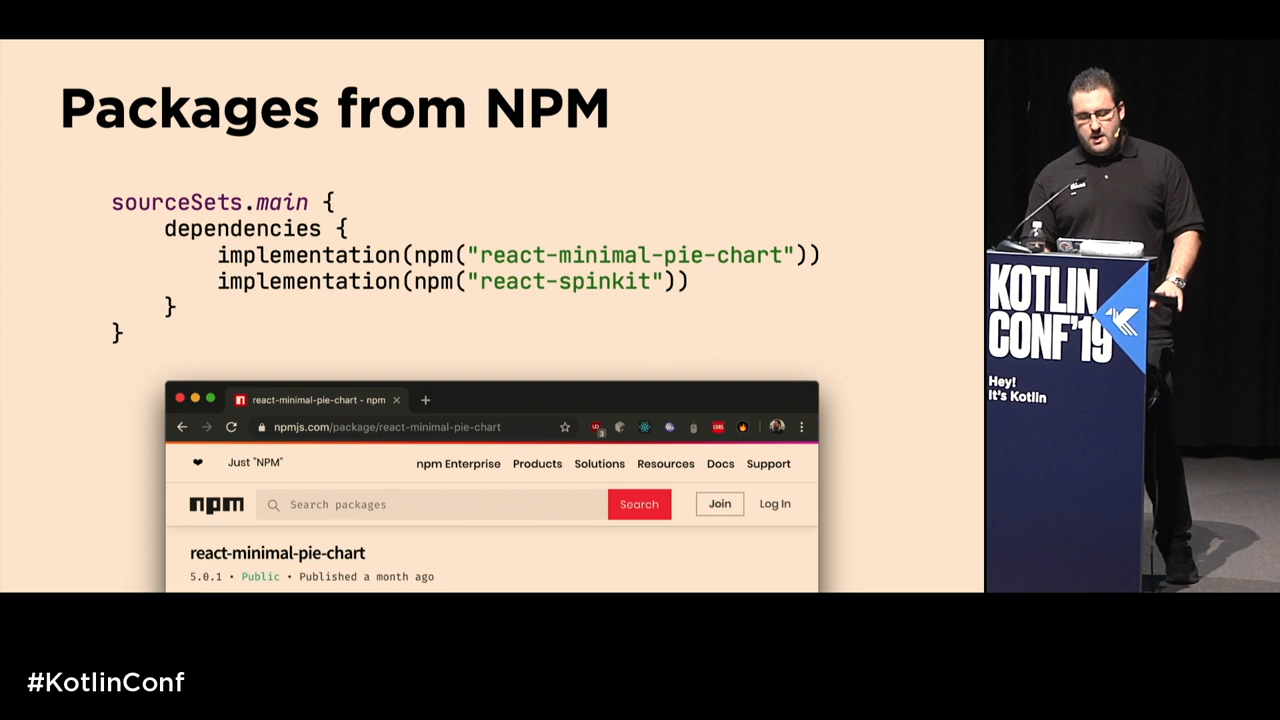 Packages from NPM
sourceSets.main {
dependencies {
implementation(npm("react-minimal-pie-chart"))
implementation(npm("react-spinkit"))
}
}
react-minimal-pie-chart - npm
npmjs.com/package/react-minimal-pie-chart
3
CORS
❤ Just "NPM"
npm Enterprise Products Solutions Resources Docs Support
npm Search packages Search Join Log In
react-minimal-pie-chart
5.0.1 • Public • Published a month ago
KOTLIN
CONF'19
Hey!
It's Kotlin
#KotlinConf